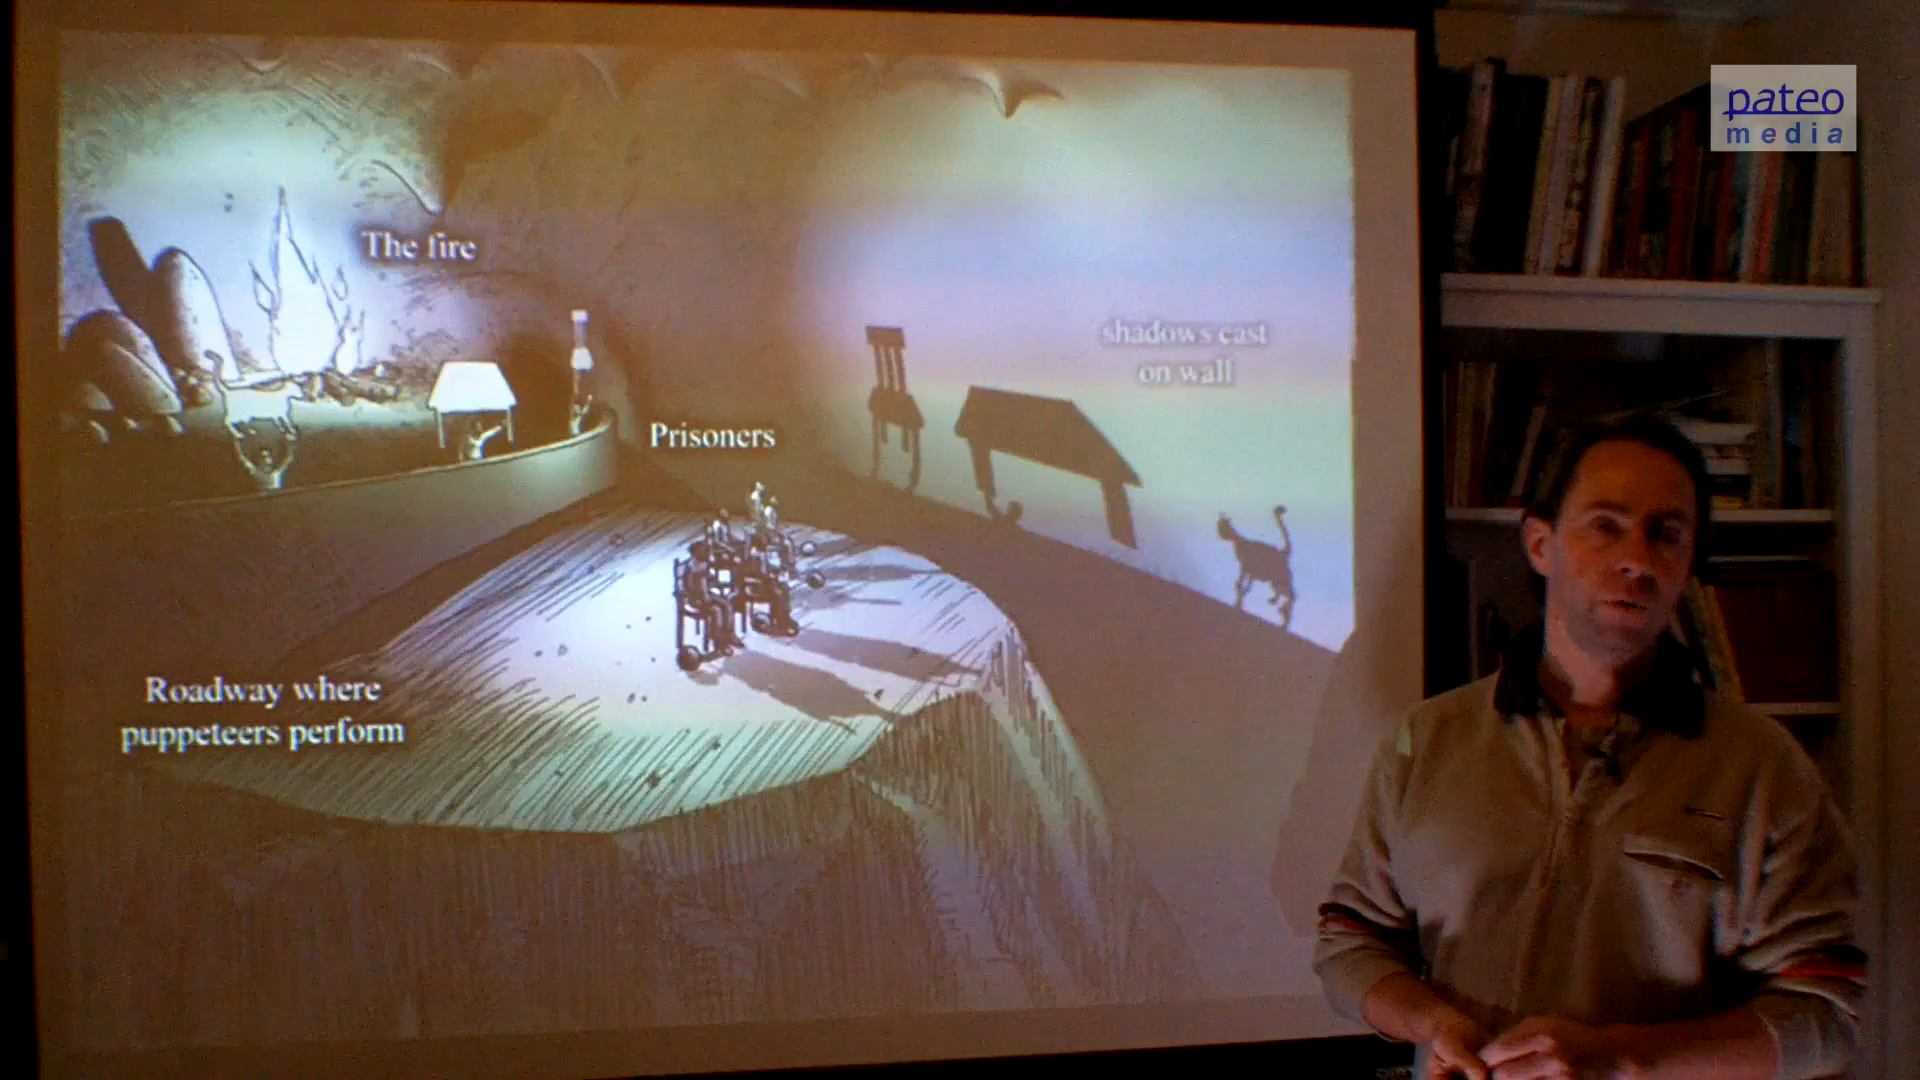 pateo
media
The fire
shadows cast
on wall
Prisoners
Roadway where
puppeteers perform